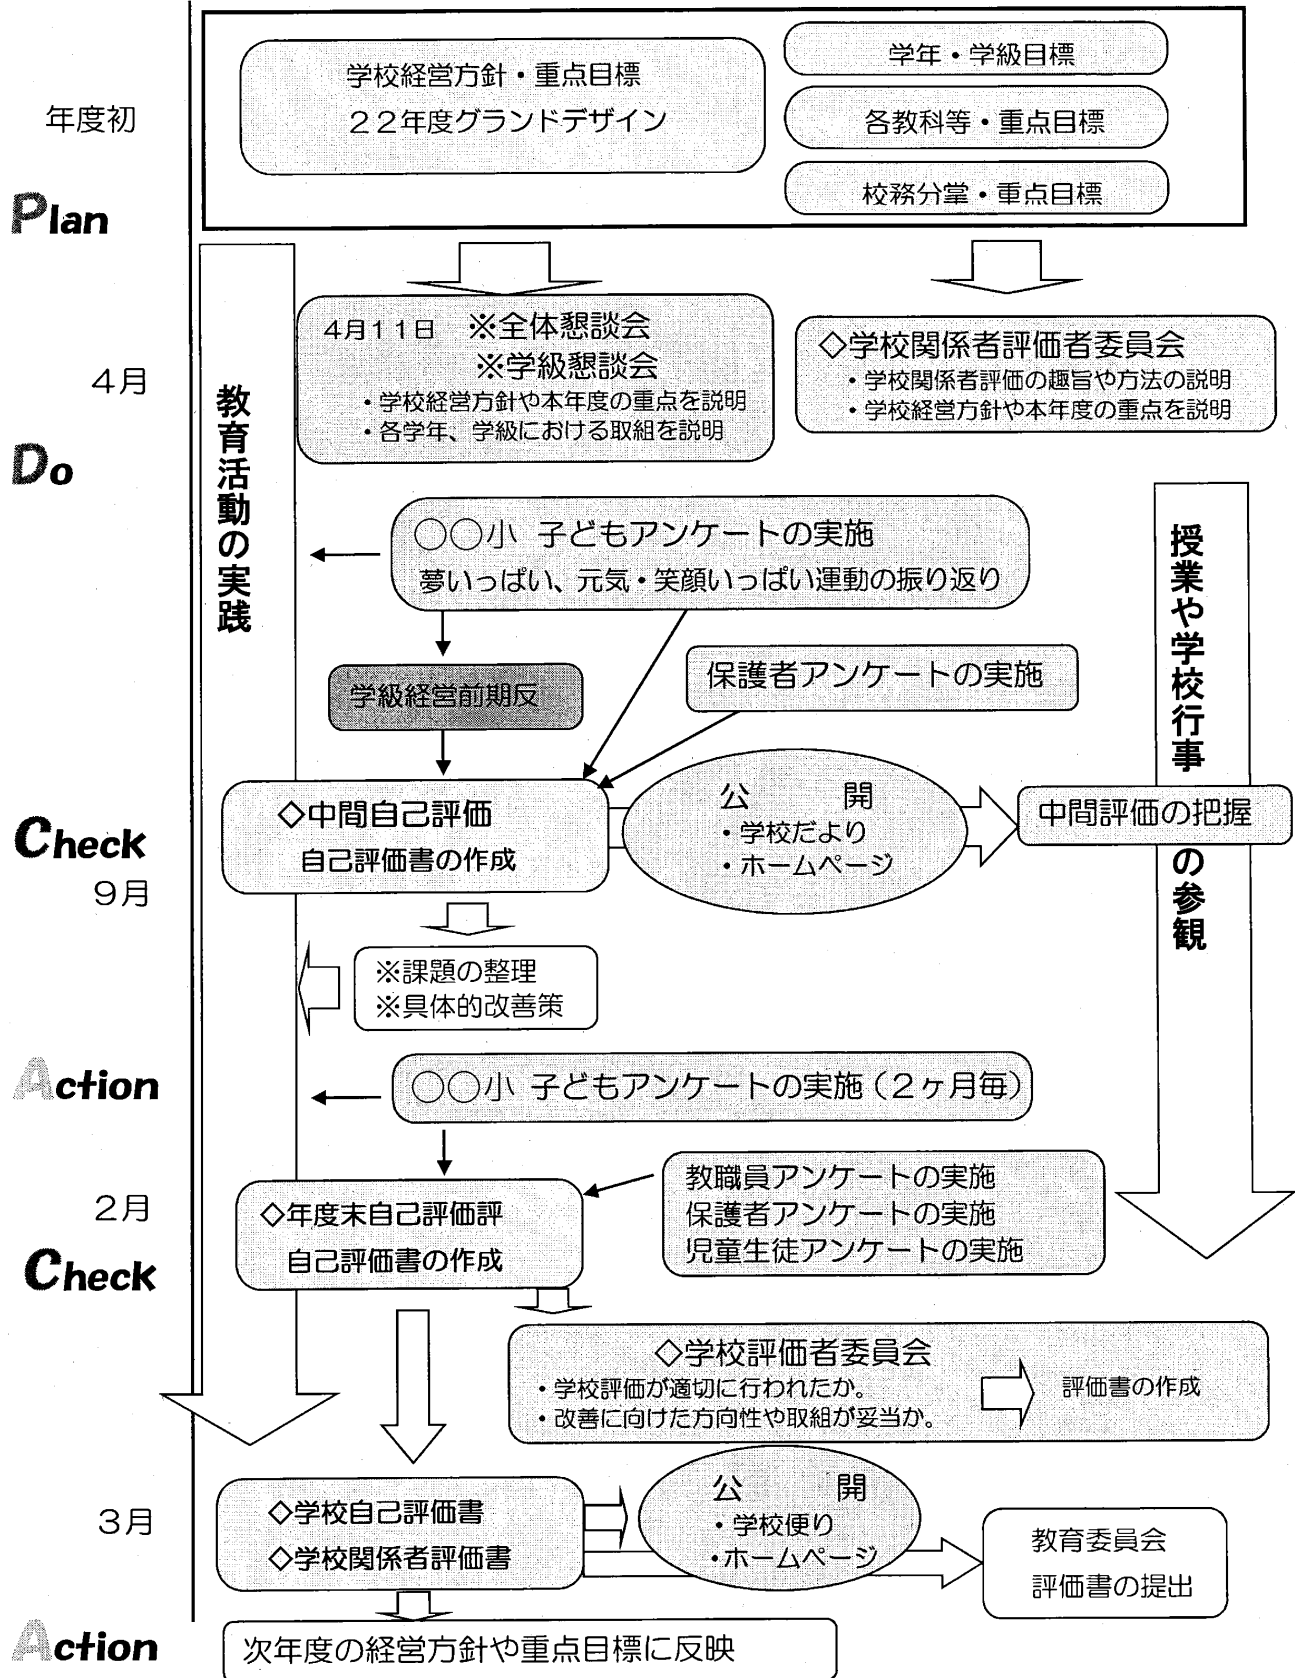 年度初
Plan
学校経営方針・重点目標
22年度グランドデザイン
学年・学級目標
各教科等・重点目標
校務分掌・重点目標
4月
Do
教育活動の実践
4月11日 ※全体懇談会
※学級懇談会
・学校経営方針や本年度の重点を説明
・各学年、学級における取組を説明
◇学校関係者評価者委員会
・学校関係者評価の趣旨や方法の説明
・学校経営方針や本年度の重点を説明
○○小 子どもアンケートの実施
夢いっぱい、元気・笑顔いっぱい運動の振り返り
授業や学校行事の参観
学級経営前期反
保護者アンケートの実施
Check
9月
◇中間自己評価
自己評価書の作成
公 開
・学校だより
・ホームページ
中間評価の把握
※課題の整理
※具体的改善策
Action
○○小 子どもアンケートの実施(2ヶ月毎)
2月
Check
◇年度末自己評価評
自己評価書の作成
教職員アンケートの実施
保護者アンケートの実施
児童生徒アンケートの実施
◇学校評価者委員会
・学校評価が適切に行われたか。
・改善に向けた方向性や取組が妥当か。
評価書の作成
3月
◇学校自己評価書
◇学校関係者評価書
公 開
・学校便り
・ホームページ
教育委員会
評価書の提出
Action
次年度の経営方針や重点目標に反映